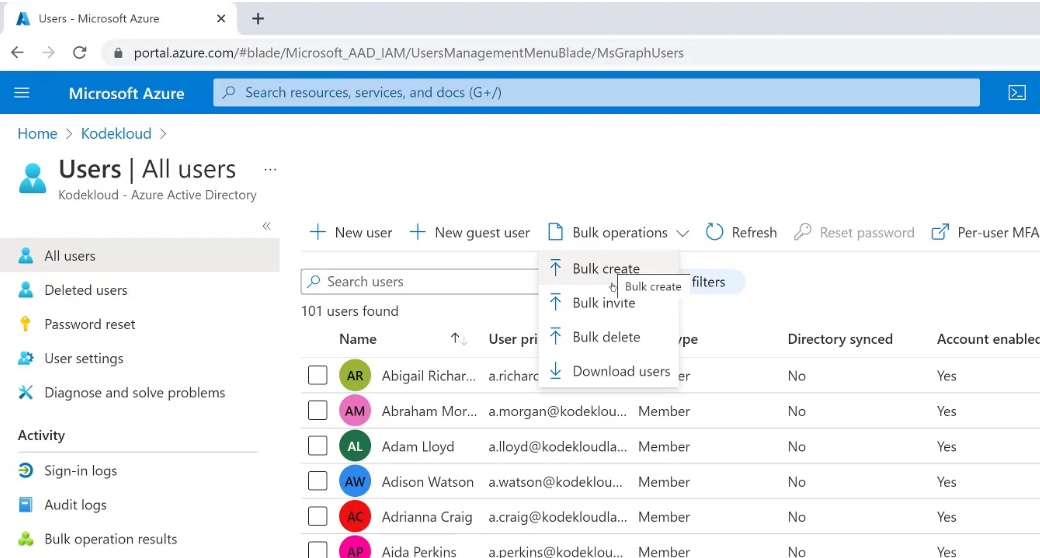 Users - Microsoft Azure
portal.azure.com/#blade/Microsoft_AAD_IAM/UsersManagementMenuBlade/MsGraphUsers
Microsoft Azure Search resources, services, and docs (G+/)
Home > Kodekloud >
Users | All users ...
Kodekloud - Azure Active Directory
«
All users
Deleted users
Password reset
User settings
Diagnose and solve problems
Activity
Sign-in logs
Audit logs
Bulk operation results
New user New guest user Bulk operations Refresh Reset password Per-user MFA
Bulk create
Bulk create
Bulk invite
Bulk delete
Download users
Search users filters
101 users found
Name User pri ype Directory synced Account enabled
AR Abigail Richar... a.richard No Yes
AM Abraham Mor... a.morgan@kodeklou... Member No Yes
AL Adam Lloyd a.lloyd@kodekloudla... Member No Yes
AW Adison Watson a.watson@kodeklou... Member No Yes
AC Adrianna Craig a.craig@kodekloudla... Member No Yes
AP Aida Perkins a.perkins@kodeklou... Member No Yes